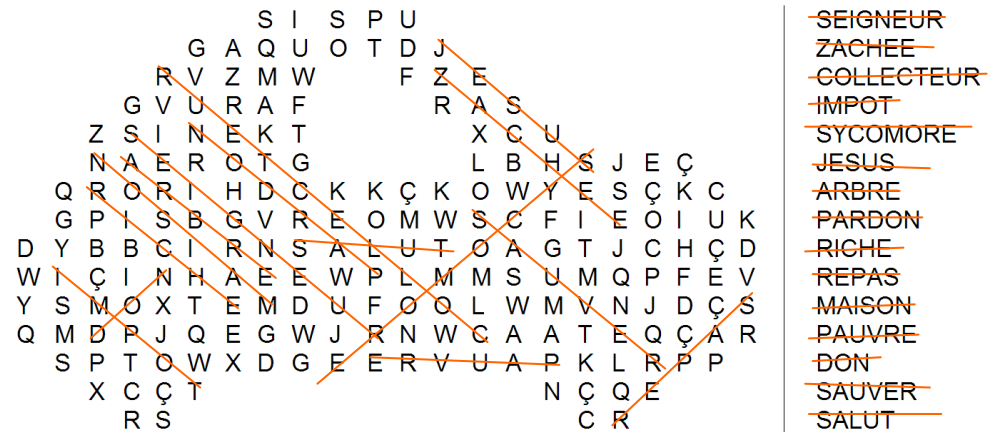 S I S P U
G A Q U O T D J
R V Z M W F Z E
G V U R A F R A S
Z S I N E K T X C U
N A E R O T G L B H S J E Ç
Q R O R I H D C K K Ç K O W Y E S Ç K C
G P I S B G V R E O M W S C F I E O I U K
D Y B B C I R N S A L U T O A G T J C H Ç D
W I Ç I N H A E E W P L M M S U M Q P F E V
Y S M O X T E M D U F O O L W M V N J D Ç S
Q M D P J Q E G W J R N W C A A T E Q Ç A R
S P T O W X D G E E R V U A P K L R P P
X C Ç T N Ç Q E
R S C R
SEIGNEUR
ZACHEE
COLLECTEUR
IMPOT
SYCOMORE
JESUS
ARBRE
PARDON
RICHE
REPAS
MAISON
PAUVRE
DON
SAUVER
SALUT